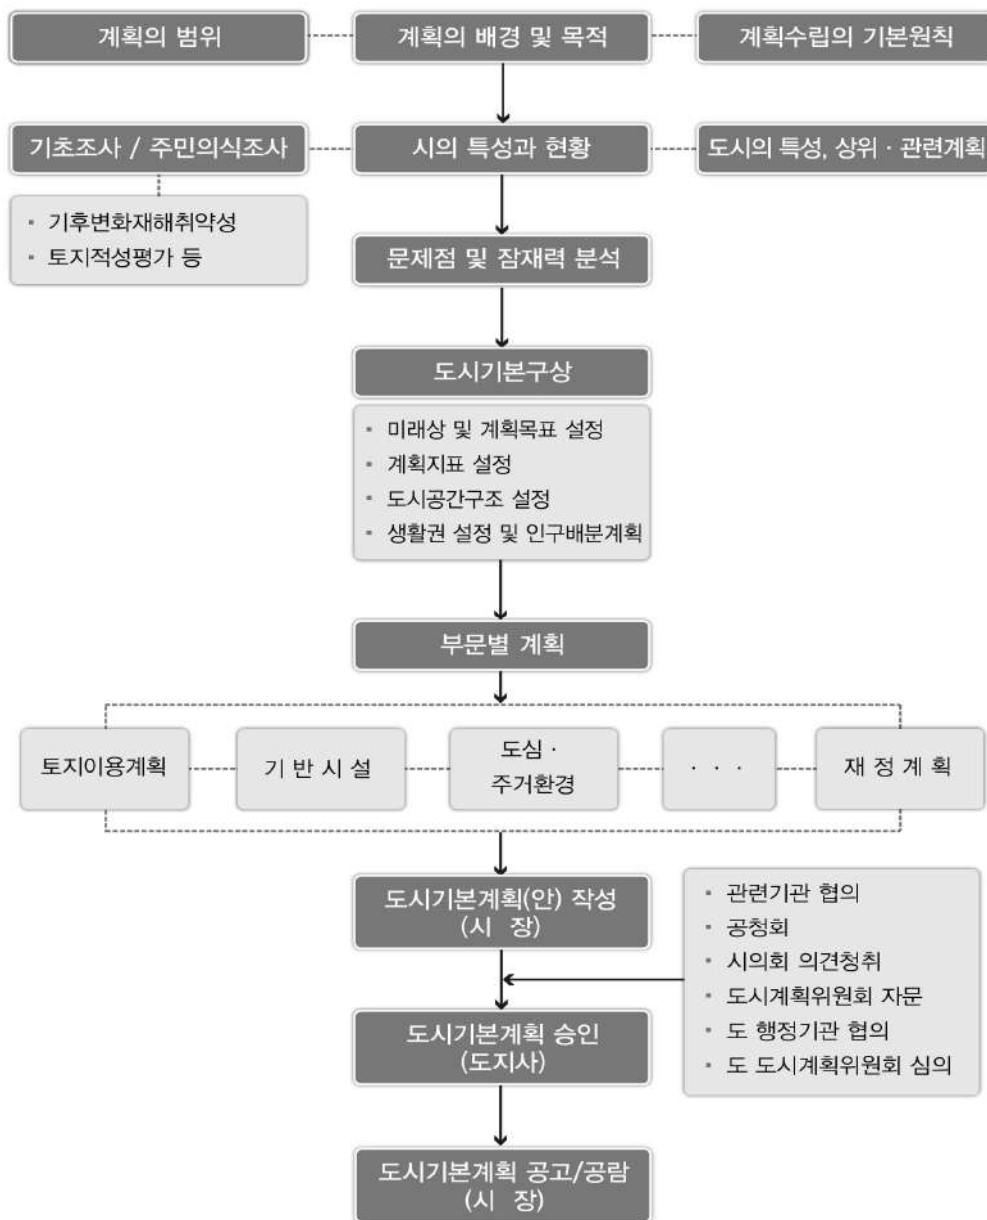 계획의 범위
계획의 배경 및 목적
계획수립의 기본원칙
기초조사 / 주민의식조사
시의 특성과 현황
도시의 특성, 상위 · 관련계획
▪ 기후변화재해취약성
▪ 토지적성평가 등
문제점 및 잠재력 분석
도시기본구상
▪ 미래상 및 계획목표 설정
▪ 계획지표 설정
▪ 도시공간구조 설정
▪ 생활권 설정 및 인구배분계획
부문별 계획
토지이용계획
기 반 시 설
도심 ·
주거환경
· · ·
재 정 계 획
도시기본계획(안) 작성
(시 장)
▪ 관련기관 협의
▪ 공청회
▪ 시의회 의견청취
▪ 도시계획위원회 자문
▪ 도 행정기관 협의
▪ 도 도시계획위원회 심의
도시기본계획 승인
(도지사)
도시기본계획 공고/공람
(시 장)